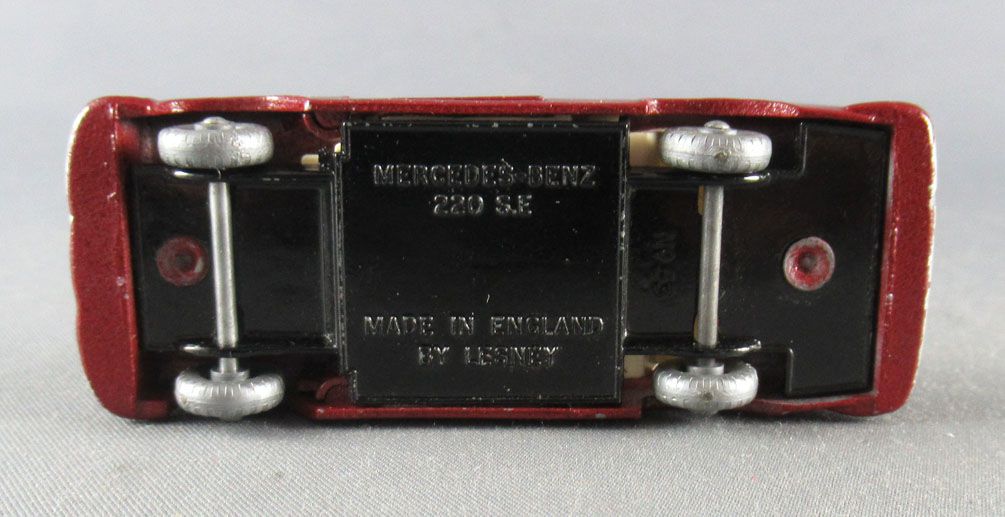 MERCEDES-BENZ
220 S.E
MADE IN ENGLAND
BY LESNEY